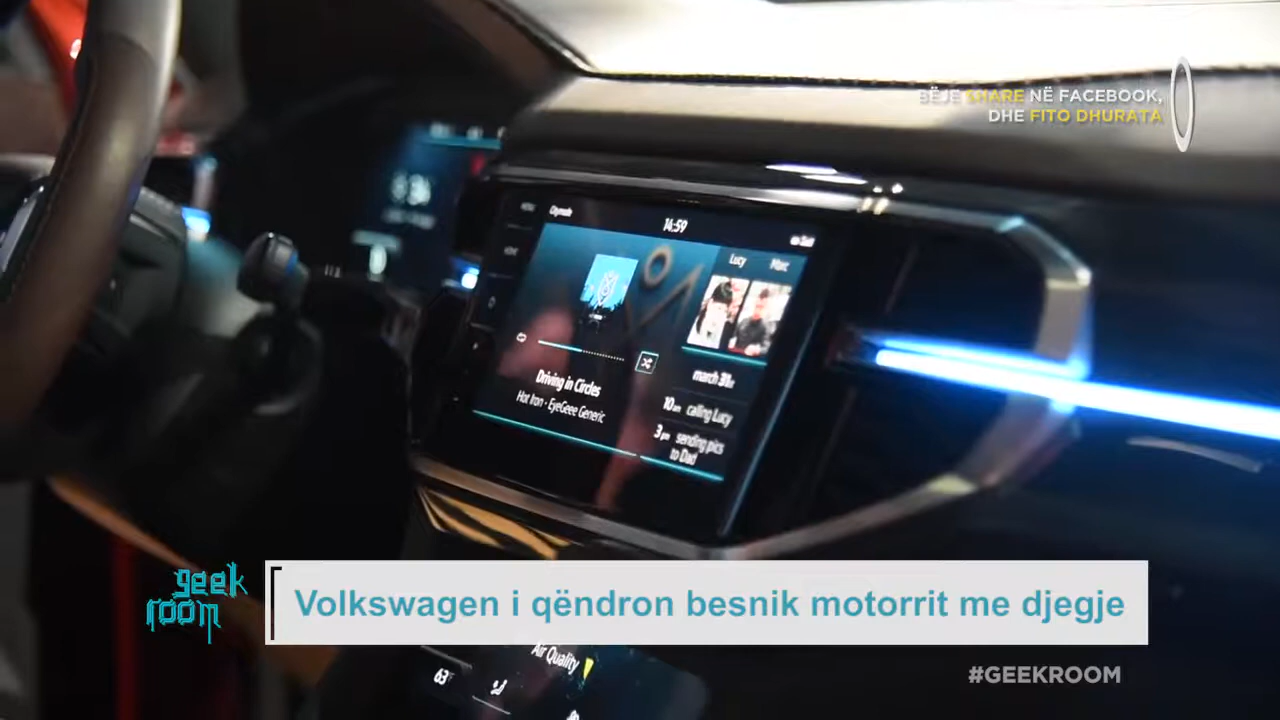 BËJE SHARE NË FACEBOOK,
DHE FITO DHURATA
14:59
Lucy Marc
march 31st
Driving in Circles
Hot Iron - EyeGee Generic
10am calling Lucy
3pm sending pics
to Dad
geek
room
Volkswagen i qëndron besnik motorrit me djegje
Air Quality
63°
#GEEKROOM